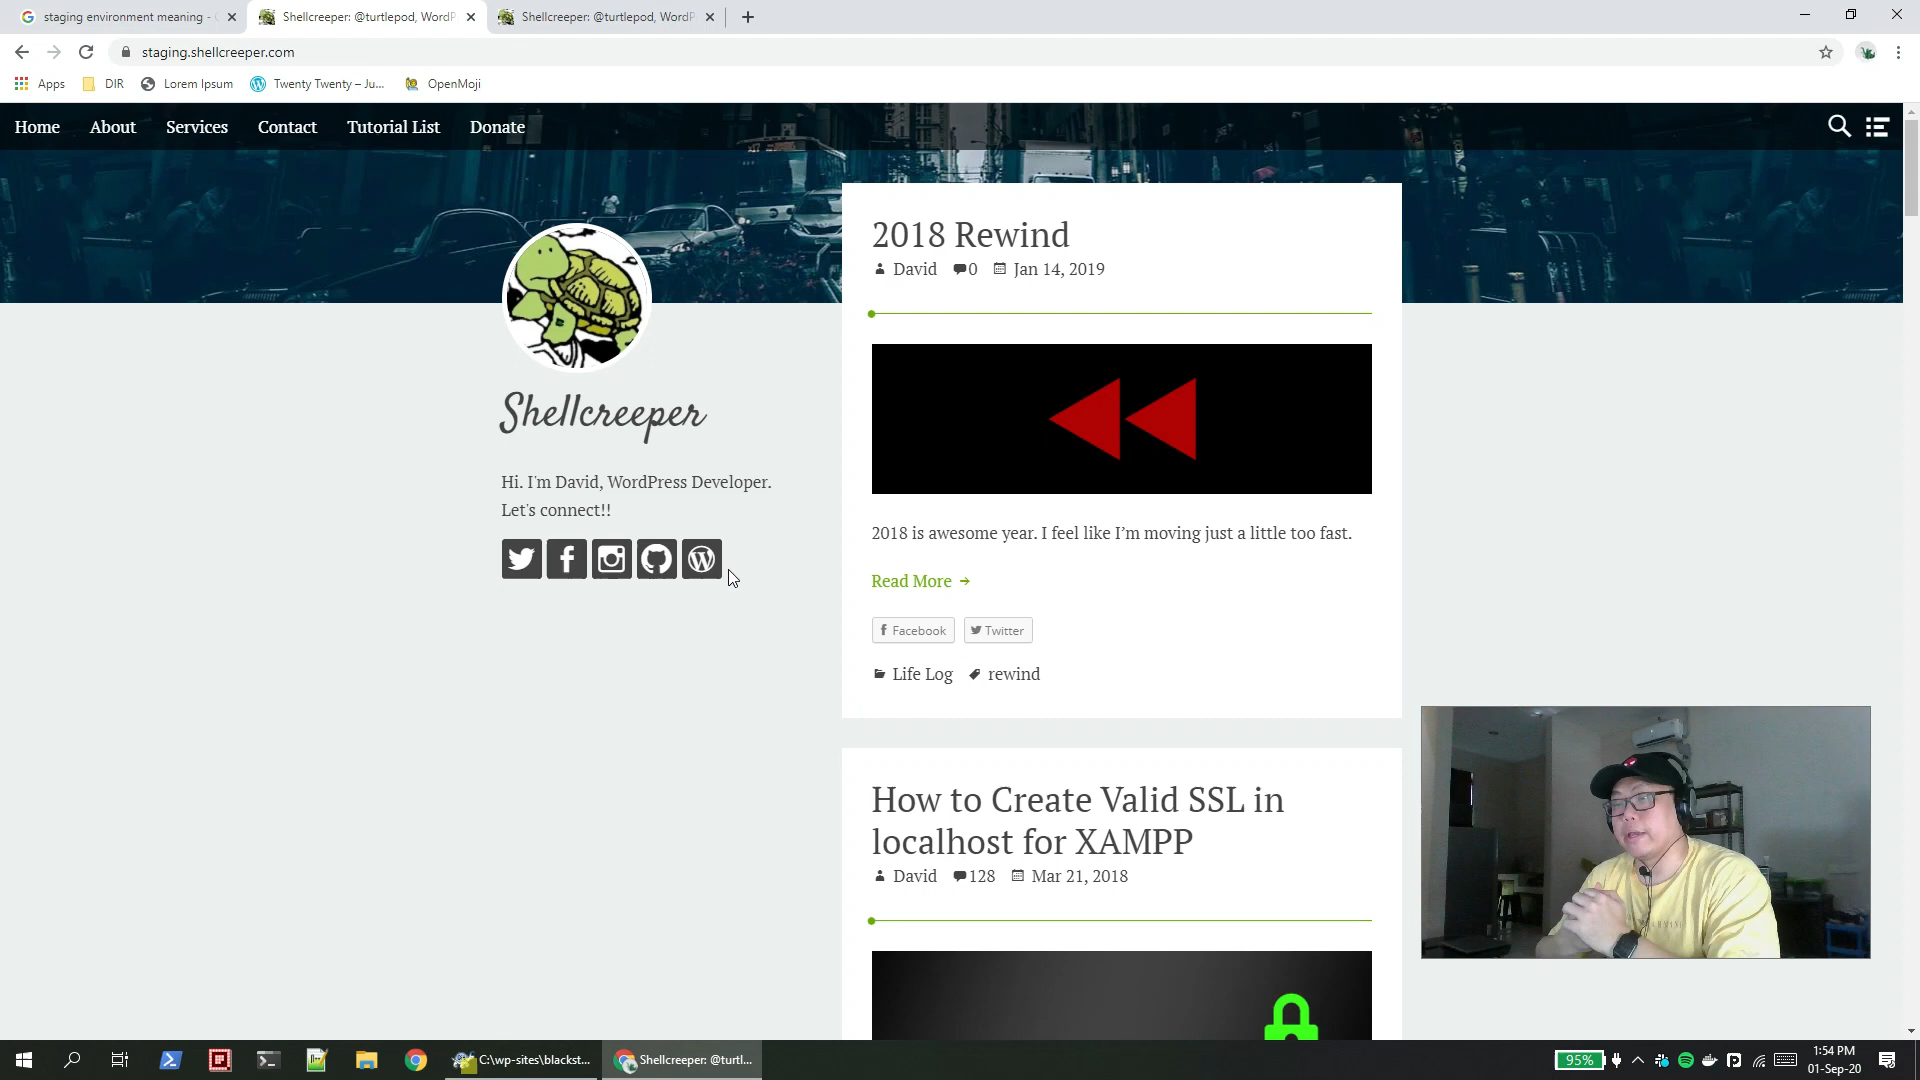 staging environment meaning -
Shellcreeper: @turtlepod, WordP
Shellcreeper: @turtlepod, WordP
staging.shellcreeper.com
Apps
DIR
Lorem Ipsum
Twenty Twenty – Ju...
OpenMoji
Home
About
Services
Contact
Tutorial List
Donate
2018 Rewind
David 0 Jan 14, 2019
Shellcreeper
Hi. I'm David, WordPress Developer.
Let's connect!!
2018 is awesome year. I feel like I’m moving just a little too fast.
Read More →
Facebook
Twitter
Life Log
rewind
How to Create Valid SSL in
localhost for XAMPP
David 128 Mar 21, 2018
C:\wp-sites\blackst...
Shellcreeper: @turtl...
95%
1:54 PM
01-Sep-20